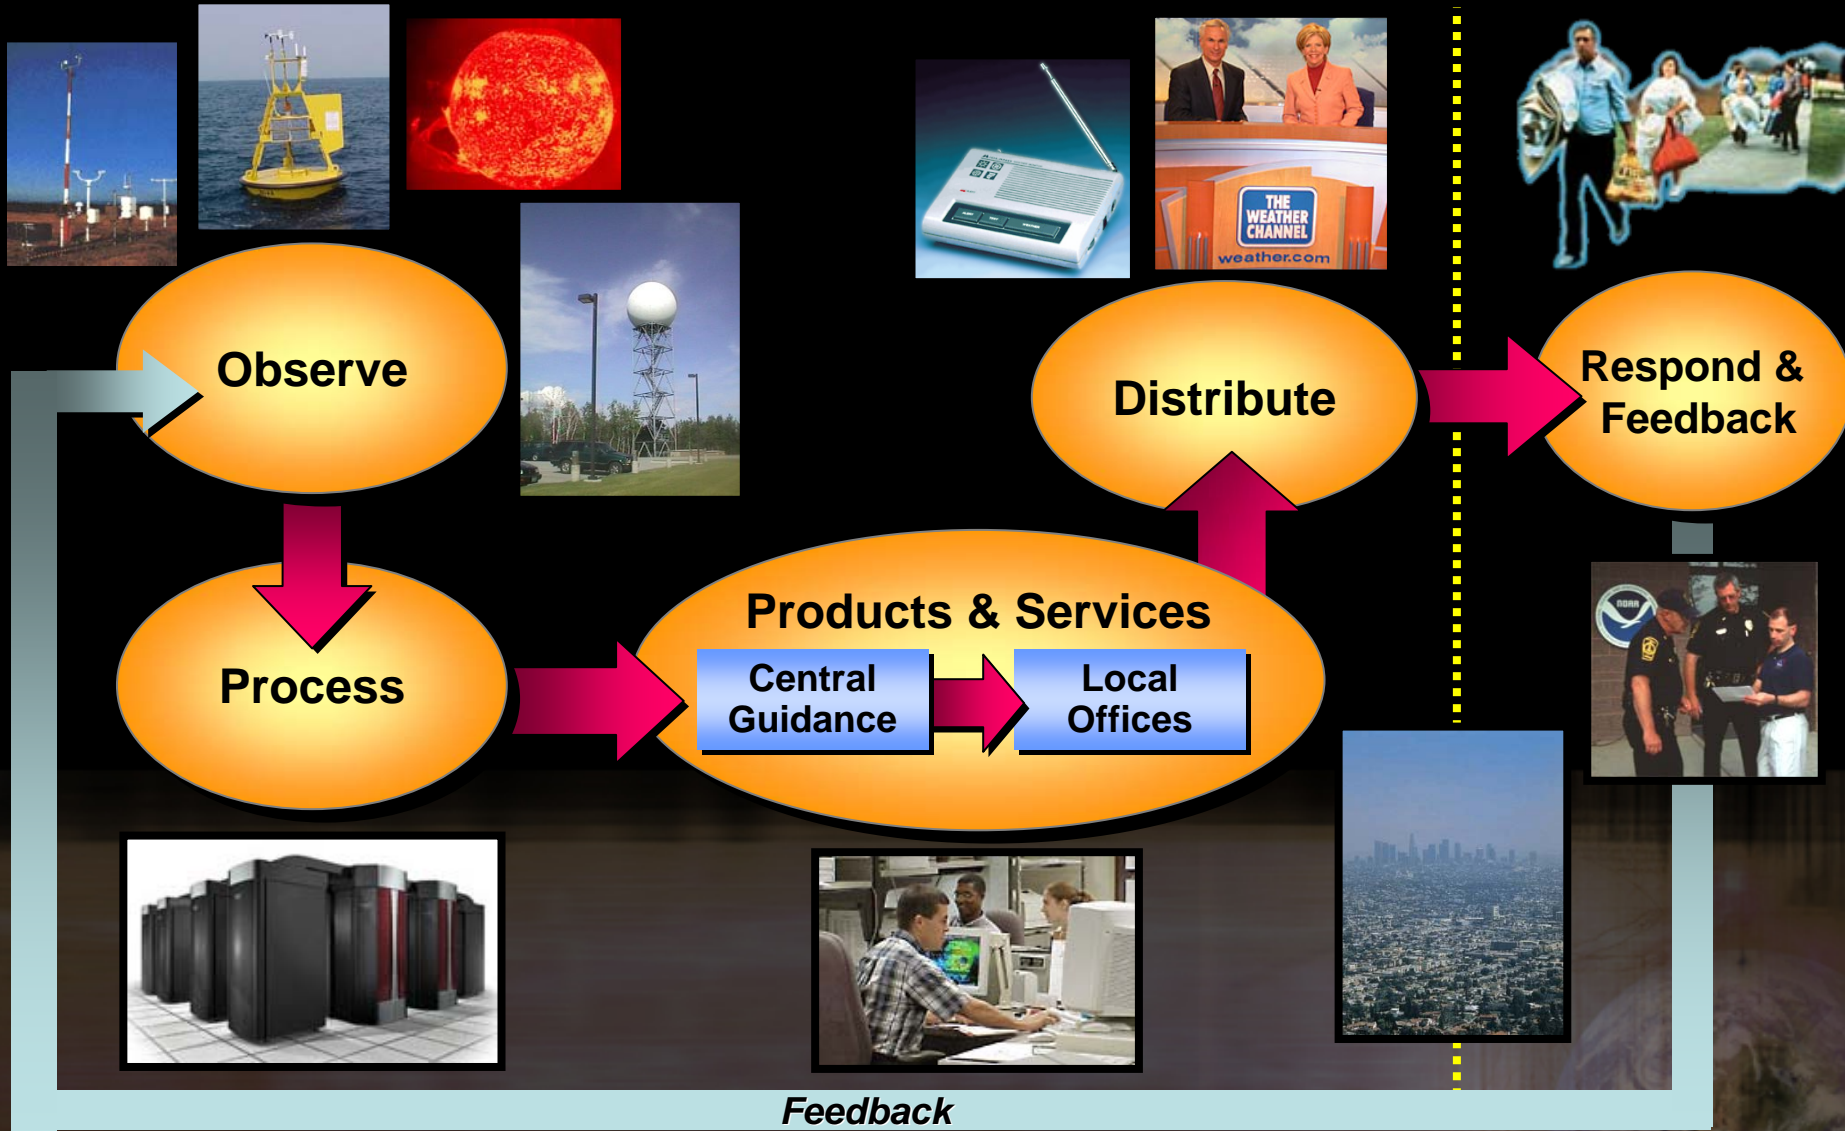 THE
WEATHER
CHANNEL
weather.com
Observe
Distribute
Respond &
Feedback
Process
Products & Services
Central
Guidance
Local
Offices
NOAA
Feedback